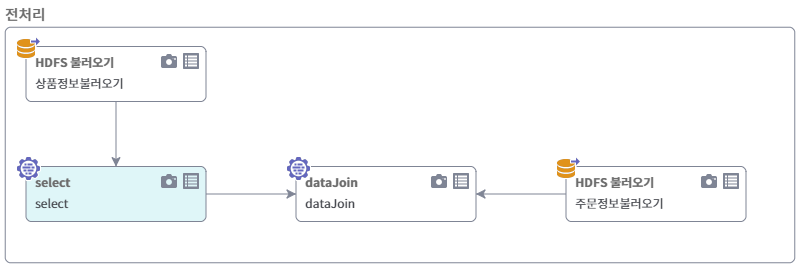 전처리
HDFS 불러오기
상품정보불러오기
select
select
dataJoin
dataJoin
HDFS 불러오기
주문정보불러오기